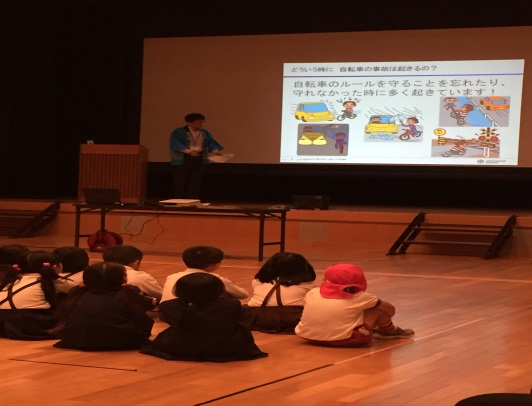 どういう時に 自転車の事故は起きるの？
自転車のルールを守ることを忘れたり、
守れなかった時に多く起きています！